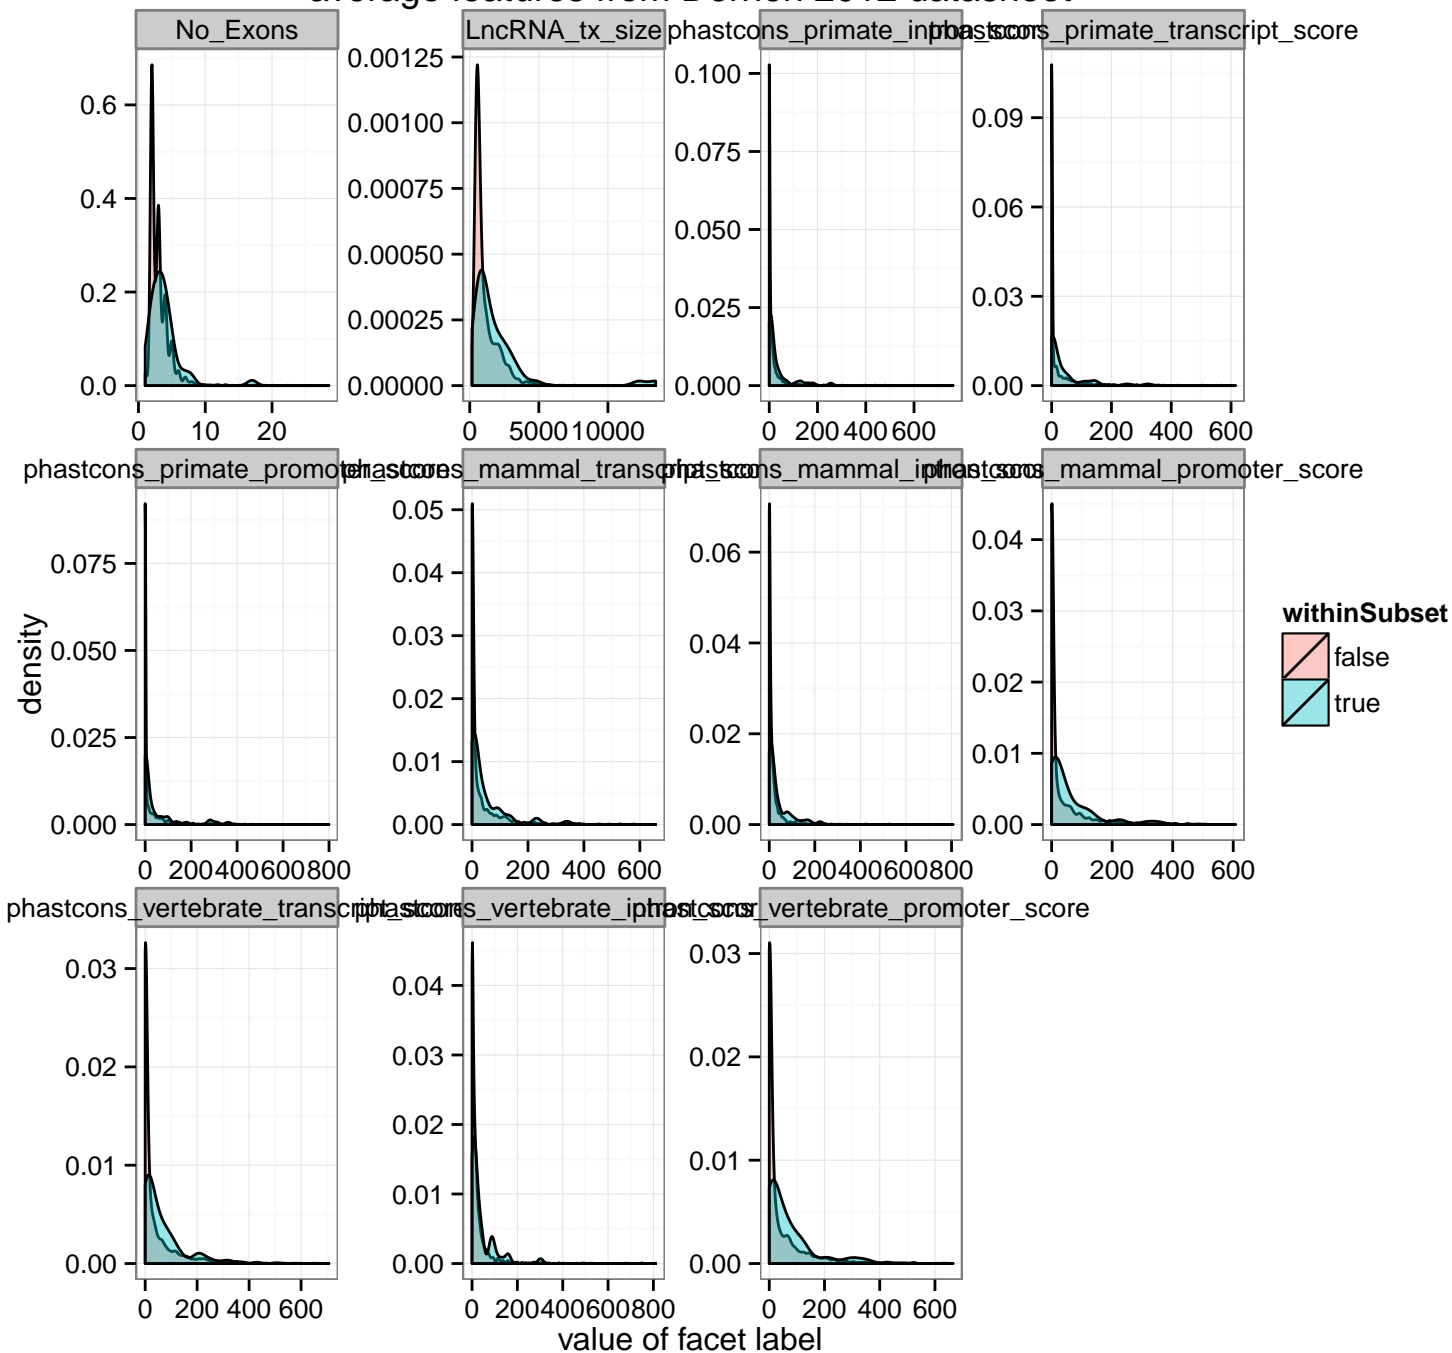 average features from Derrien 2012 datasheet
No_Exons
LncRNA_tx_size
phastcons_primate_intron_score
phastcons_primate_transcript_score
0.6
0.4
0.2
0.0
0 10 20
0.00125
0.00100
0.00075
0.00050
0.00025
0.00000
0 5000 10000
0.100
0.075
0.050
0.025
0.000
0 200 400 600
0.09
0.06
0.03
0.00
0 200 400 600
phastcons_primate_promoter_score
phastcons_mammal_transcript_score
phastcons_mammal_intron_score
phastcons_mammal_promoter_score
0.075
0.050
0.025
0.000
0 200 400 600 800
0.05
0.04
0.03
0.02
0.01
0.00
0 200 400 600
0.06
0.04
0.02
0.00
0 200 400 600 800
0.04
0.03
0.02
0.01
0.00
0 200 400 600
phastcons_vertebrate_transcript_score
phastcons_vertebrate_intron_score
phastcons_vertebrate_promoter_score
0.03
0.02
0.01
0.00
0 200 400 600
0.04
0.03
0.02
0.01
0.00
0 200 400 600 800
0.03
0.02
0.01
0.00
0 200 400 600
density
value of facet label
withinSubset
false
true